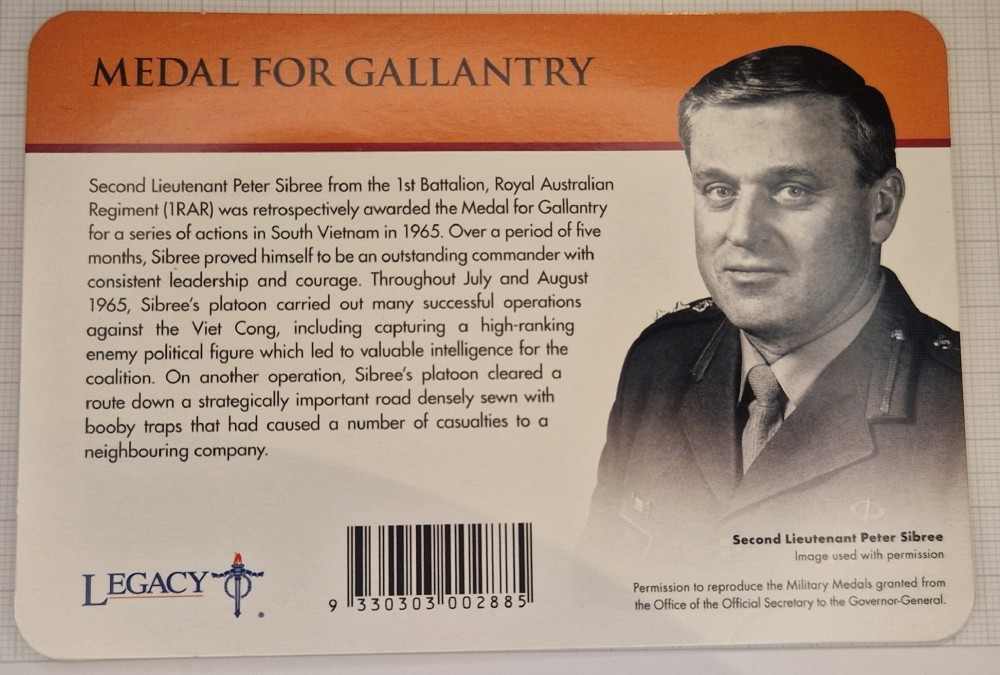 MEDAL FOR GALLANTRY
Second Lieutenant Peter Sibree from the 1st Battalion, Royal Australian
Regiment (1RAR) was retrospectively awarded the Medal for Gallantry
for a series of actions in South Vietnam in 1965. Over a period of five
months, Sibree proved himself to be an outstanding commander with
consistent leadership and courage. Throughout July and August
1965, Sibree's platoon carried out many successful operations
against the Viet Cong, including capturing a high-ranking
enemy political figure which led to valuable intelligence for the
coalition. On another operation, Sibree's platoon cleared a
route down a strategically important road densely sewn with
booby traps that had caused a number of casualties to a
neighbouring company.
LEGACY
9 330303 002885
Second Lieutenant Peter Sibree
Image used with permission
Permission to reproduce the Military Medals granted from
the Office of the Official Secretary to the Governor-General.